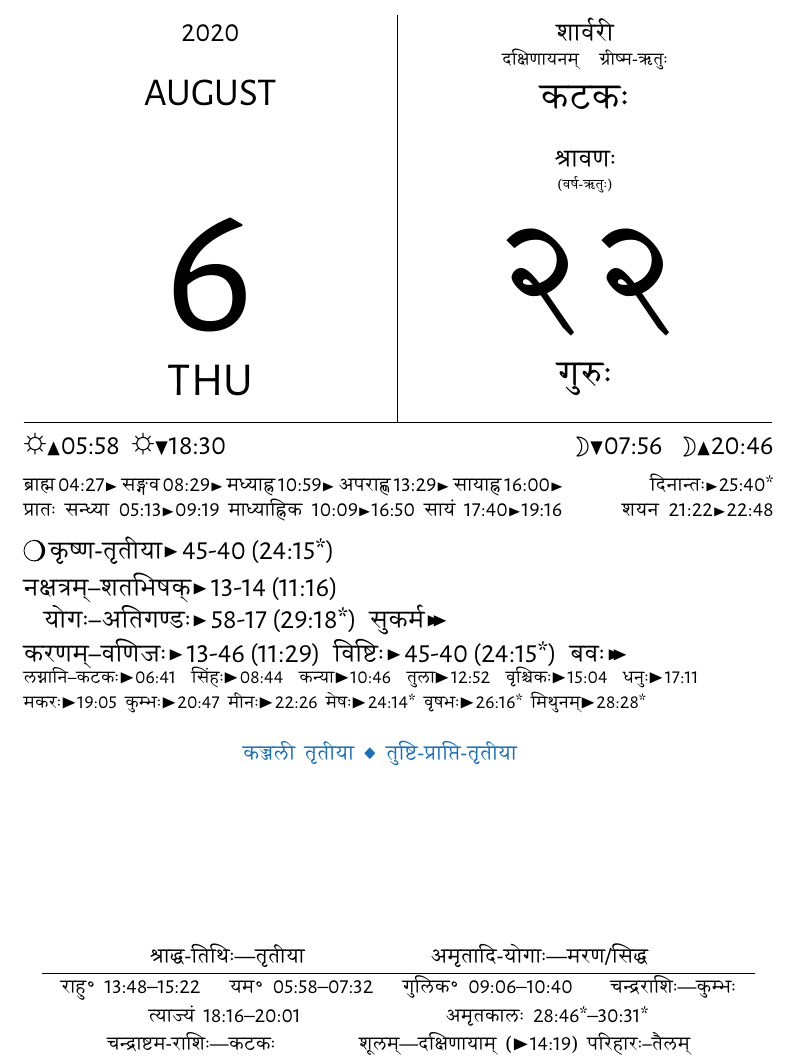 2020
AUGUST
6
THU
शार्वरी
दक्षिणायनम् ग्रीष्म-ऋतुः
कटकः
श्रावणः
(वर्ष-ऋतुः)
२२
गुरुः
☼▲05:58 ☼▼18:30 ☽▼07:56 ☽▲20:46
ब्राह्म 04:27► सङ्गव 08:29► मध्याह्न 10:59► अपराह्ण 13:29► सायाह्न 16:00► दिनान्तः►25:40*
प्रातः सन्ध्या 05:13►09:19 माध्याह्निक 10:09►16:50 सायं 17:40►19:16 शयन 21:22►22:48
कृष्ण-तृतीया►45-40 (24:15*)
नक्षत्रम्–शतभिषक्►13-14 (11:16)
योगः–अतिगण्डः►58-17 (29:18*) सुकर्म►►
करणम्–वणिजः►13-46 (11:29) विष्टिः►45-40 (24:15*) बवः►►
लग्नानि–कटकः►06:41 सिंहः►08:44 कन्या►10:46 तुला►12:52 वृश्चिकः►15:04 धनुः►17:11
मकरः►19:05 कुम्भः►20:47 मीनः►22:26 मेषः►24:14* वृषभः►26:16* मिथुनम्►28:28*
कज्जली तृतीया ◆ तुष्टि-प्राप्ति-तृतीया
श्राद्ध-तिथिः—तृतीया अमृतादि-योगाः—मरण/सिद्ध
राहु° 13:48–15:22 यम° 05:58–07:32 गुलिक° 09:06–10:40 चन्द्रराशिः—कुम्भः
त्याज्यं 18:16–20:01 अमृतकालः 28:46*–30:31*
चन्द्राष्टम-राशिः—कटकः शूलम्—दक्षिणायाम् (►14:19) परिहारः–तैलम्